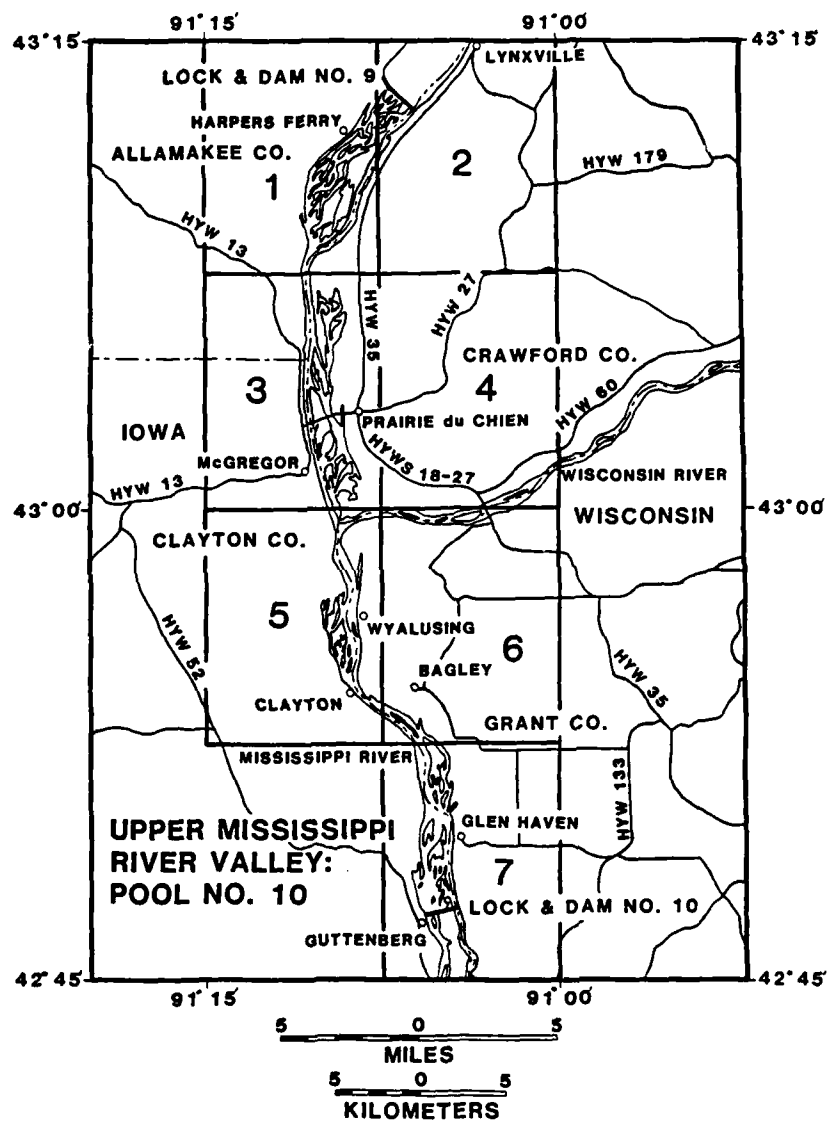 91° 15'
91° 00'
43° 15'
43° 15'
LYNXVILLE
LOCK & DAM NO. 9
HARPERS FERRY
ALLAMAKEE CO.
1
2
HYW 179
HYW 13
HYW 35
HYW 27
CRAWFORD CO.
3
4
HYW 60
IOWA
PRAIRIE du CHIEN
McGREGOR
HYWS 18-27
WISCONSIN RIVER
HYW 13
43° 00'
43° 00'
WISCONSIN
CLAYTON CO.
5
WYALUSING
6
HYW 52
BAGLEY
HYW 35
CLAYTON
GRANT CO.
MISSISSIPPI RIVER
HYW 133
UPPER MISSISSIPPI
RIVER VALLEY:
POOL NO. 10
GLEN HAVEN
7
LOCK & DAM NO. 10
GUTTENBERG
42° 45'
42° 45'
91° 15'
91° 00'
5 0 5
MILES
5 0 5
KILOMETERS